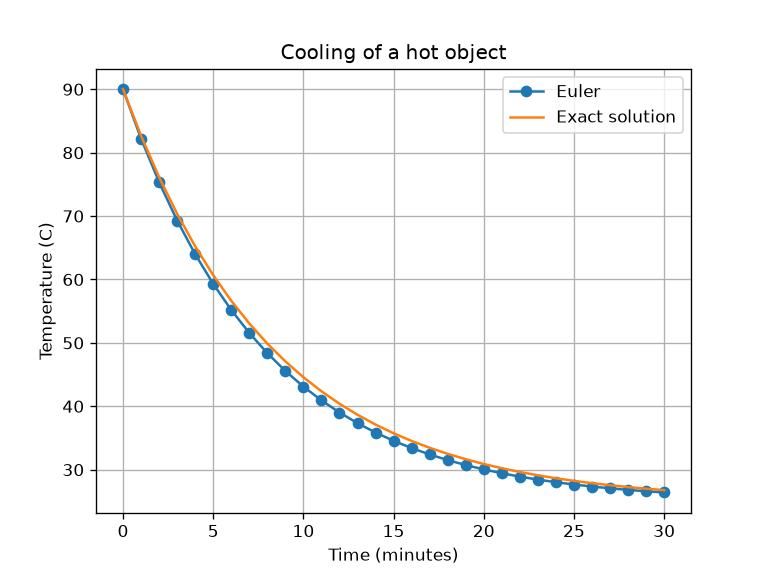 Cooling of a hot object
Euler
Exact solution
90
80
70
60
50
40
30
Temperature (C)
0 5 10 15 20 25 30
Time (minutes)